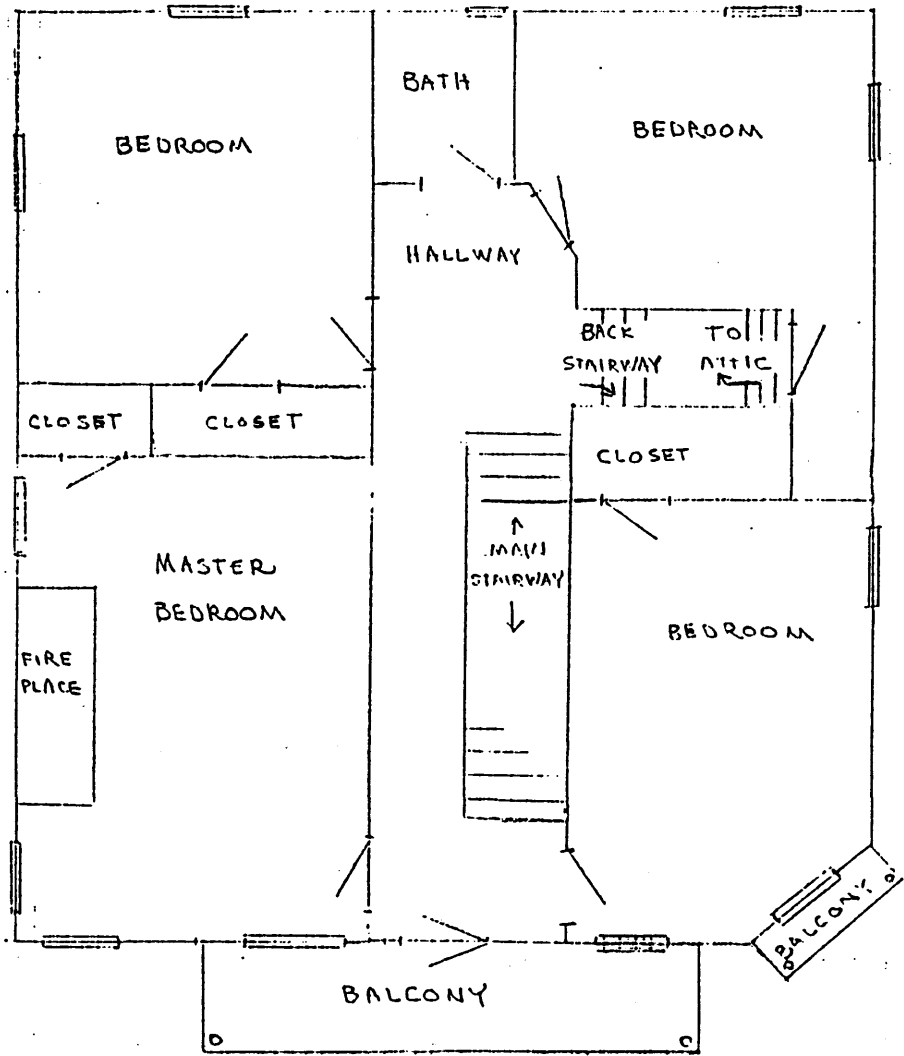 BATH
BEDROOM
BEDROOM
HALLWAY
BACK
STAIRWAY
TO
ATTIC
CLOSET
CLOSET
CLOSET
MAIN
STAIRWAY
MASTER
BEDROOM
BEDROOM
FIRE
PLACE
BALCONY
BALCONY